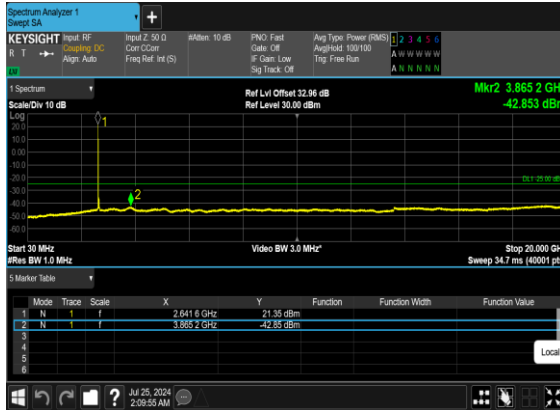 Spectrum Analyzer 1
Swept SA
+
KEYSIGHT
R T
Input: RF
Coupling: DC
Align: Auto
Input Z: 50 Ω
Corr CCorr
Freq Ref: Int (S)
#Atten: 10 dB
PNO: Fast
Gate: Off
IF Gain: Low
Sig Track: Off
Avg Type: Power (RMS)
Avg|Hold: 100/100
Trig: Free Run
1 2 3 4 5 6
A W W W W W
A N N N N N
1 Spectrum
Scale/Div 10 dB
Ref Lvl Offset 32.96 dB
Ref Level 30.00 dBm
Mkr2 3.865 2 GH
-42.853 dBm
Log
20.0
10.0
0.00
-10.0
-20.0
-30.0
-40.0
-50.0
-60.0
1
2
DL1 -25.00 dB
Start 30 MHz
#Res BW 1.0 MHz
Video BW 3.0 MHz*
Stop 20.000 GH
Sweep 34.7 ms (40001 pts
5 Marker Table
Mode Trace Scale X Y Function Function Width Function Value
1 N 1 f 2.641 6 GHz 21.35 dBm
2 N 1 f 3.865 2 GHz -42.85 dBm
3
4
5
6
Local
?
Jul 25, 2024
2:09:55 AM